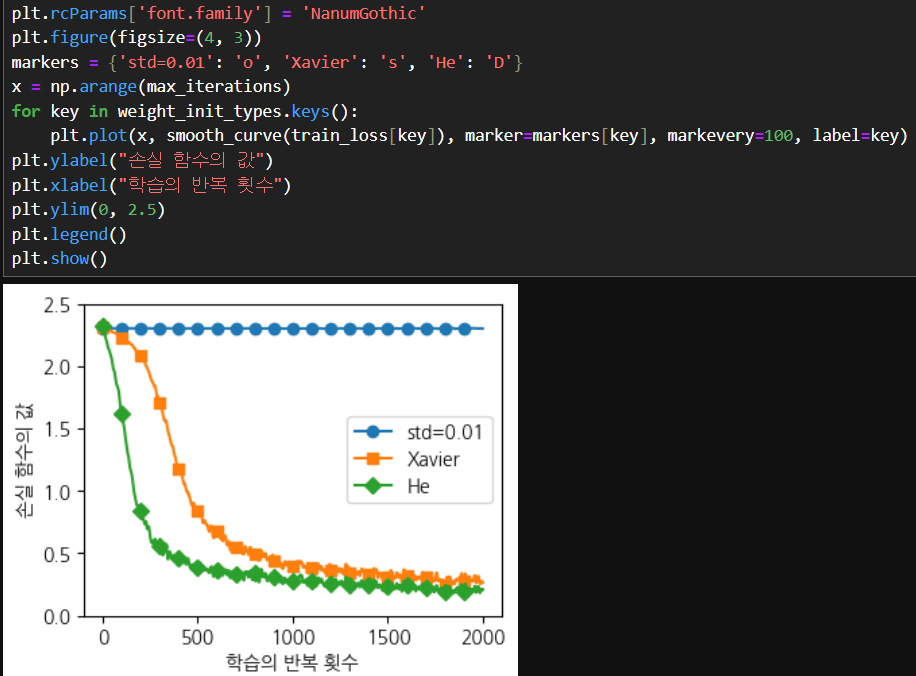 plt.rcParams['font.family'] = 'NanumGothic'
plt.figure(figsize=(4, 3))
markers = {'std=0.01': 'o', 'Xavier': 's', 'He': 'D'}
x = np.arange(max_iterations)
for key in weight_init_types.keys():
    plt.plot(x, smooth_curve(train_loss[key]), marker=markers[key], markevery=100, label=key)
plt.ylabel("손실 함수의 값")
plt.xlabel("학습의 반복 횟수")
plt.ylim(0, 2.5)
plt.legend()
plt.show()
2.5
2.0
1.5
1.0
0.5
0.0
손실 함수의 값
std=0.01
Xavier
He
0 500 1000 1500 2000
학습의 반복 횟수